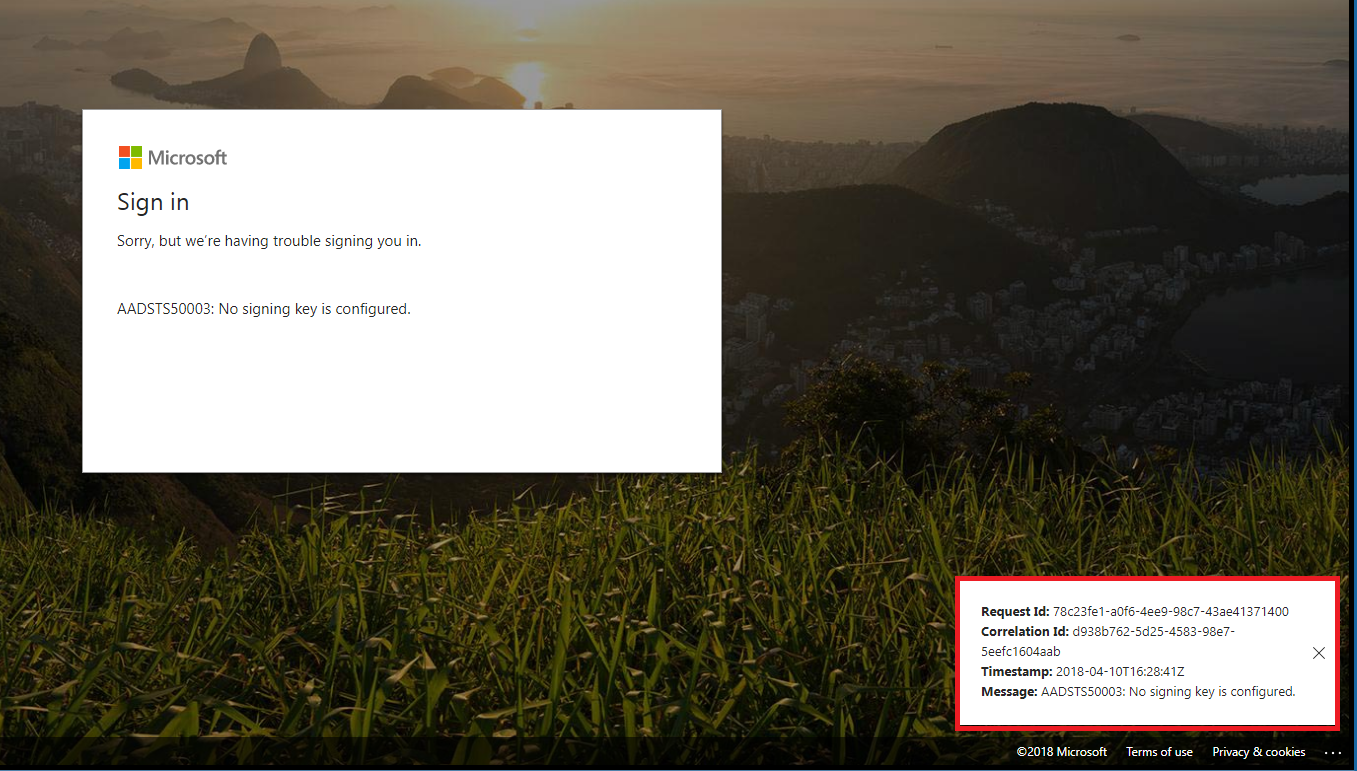 Microsoft
Sign in
Sorry, but we're having trouble signing you in.
AADSTS50003: No signing key is configured.
Request Id: 78c23fe1-a0f6-4ee9-98c7-43ae41371400
Correlation Id: d938b762-5d25-4583-98e7-
5eefc1604aab
Timestamp: 2018-04-10T16:28:41Z
Message: AADSTS50003: No signing key is configured.
©2018 Microsoft Terms of use Privacy & cookies ...